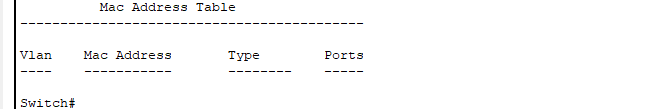 Mac Address Table
-------------------------------------------
Vlan    Mac Address       Type        Ports
----    -----------       --------    -----
Switch#